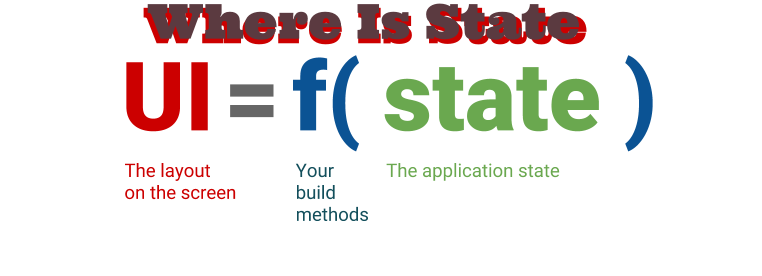 Where Is State
UI = f( state )
The layout
on the screen
Your
build
methods
The application state